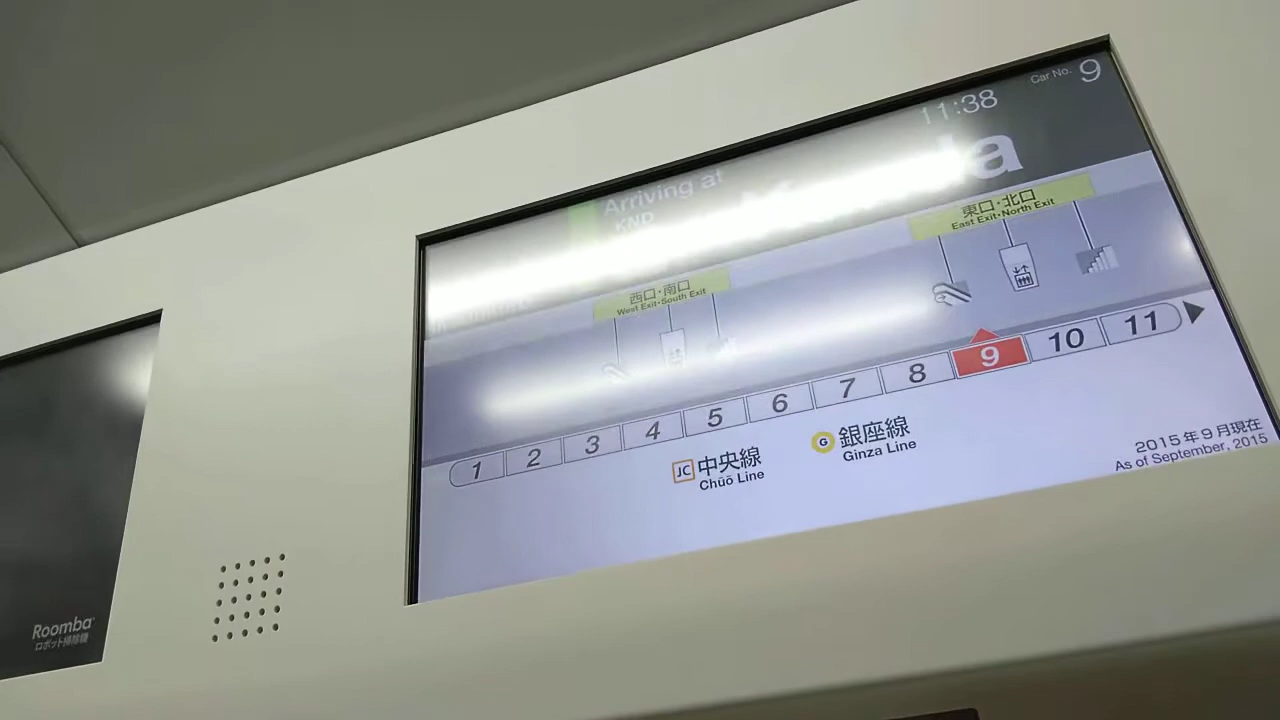 Car No. 9
11:38
Arriving at
KND
東口・北口
East Exit・North Exit
西口・南口
West Exit・South Exit
1 2 3 4 5 6 7 8 9 10 11
JC 中央線
Chūō Line
G 銀座線
Ginza Line
2015年9月現在
As of September, 2015
Roomba
ロボット掃除機